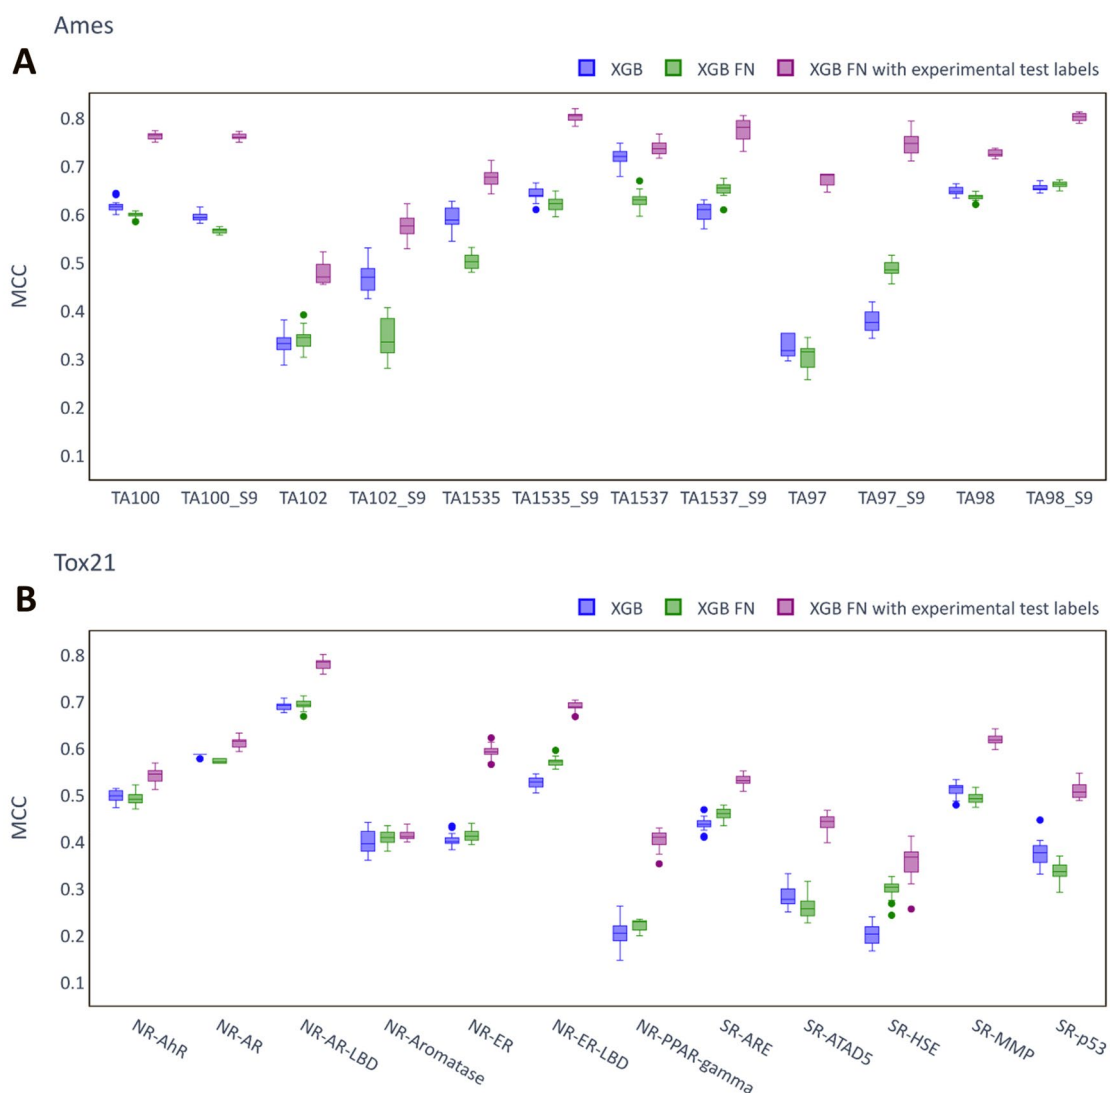 Ames
A
XGB XGB FN XGB FN with experimental test labels
0.8
0.7
0.6
0.5
0.4
0.3
0.2
0.1
MCC
TA100 TA100_S9 TA102 TA102_S9 TA1535 TA1535_S9 TA1537 TA1537_S9 TA97 TA97_S9 TA98 TA98_S9
Tox21
B
XGB XGB FN XGB FN with experimental test labels
0.8
0.7
0.6
0.5
0.4
0.3
0.2
0.1
MCC
NR-AhR NR-AR NR-AR-LBD NR-Aromatase NR-ER NR-ER-LBD NR-PPAR-gamma SR-ARE SR-ATAD5 SR-HSE SR-MMP SR-p53